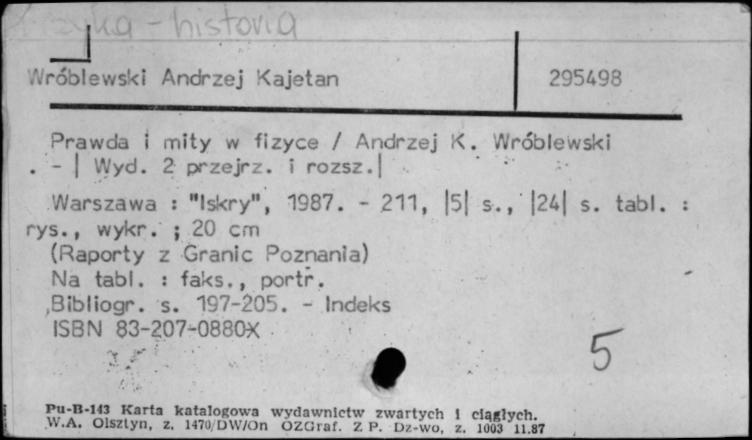 Fizyka - historia
Wróblewski Andrzej Kajetan 295498
Prawda i mity w fizyce / Andrzej K. Wróblewski
. - | Wyd. 2 przejrz. i rozsz.|
Warszawa : "Iskry", 1987. - 211, |5| s., |24| s. tabl. :
rys., wykr. ; 20 cm
(Raporty z Granic Poznania)
Na tabl. : faks., portr.
Bibliogr. s. 197-205. - Indeks
ISBN 83-207-0880X
5
Pu-B-143 Karta katalogowa wydawnictw zwartych i ciągłych.
W.A. Olsztyn, z. 1470/DW/On OZGraf. Z P. Dz-wo, z. 1003 11.87